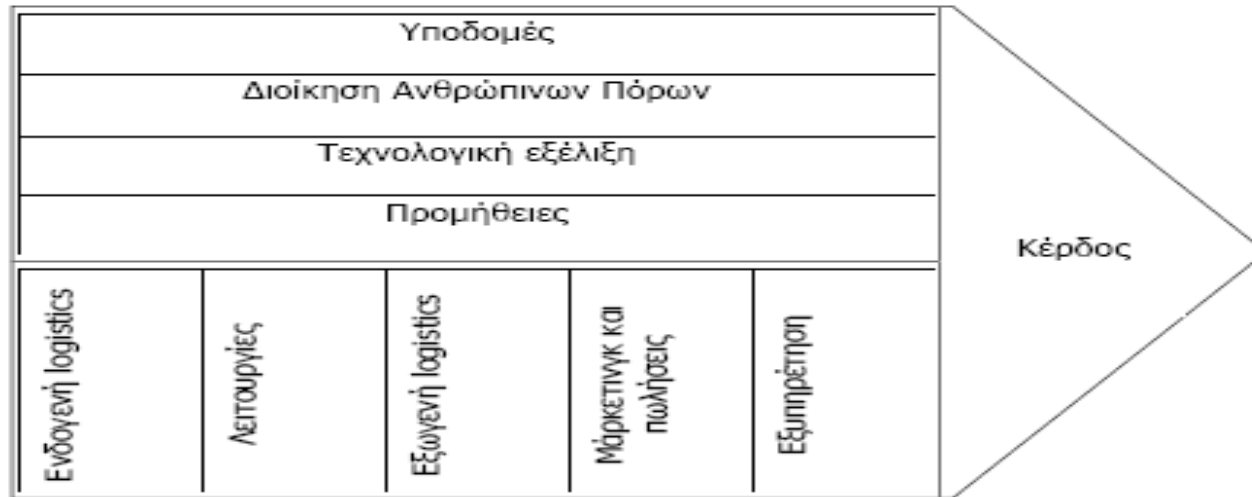 Υποδομές
Διοίκηση Ανθρώπινων Πόρων
Τεχνολογική εξέλιξη
Προμήθειες
Κέρδος
Ενδογενή logistics
Λειτουργίες
Εξωγενή logistics
Μάρκετινγκ και
πωλήσεις
Εξυπηρέτηση